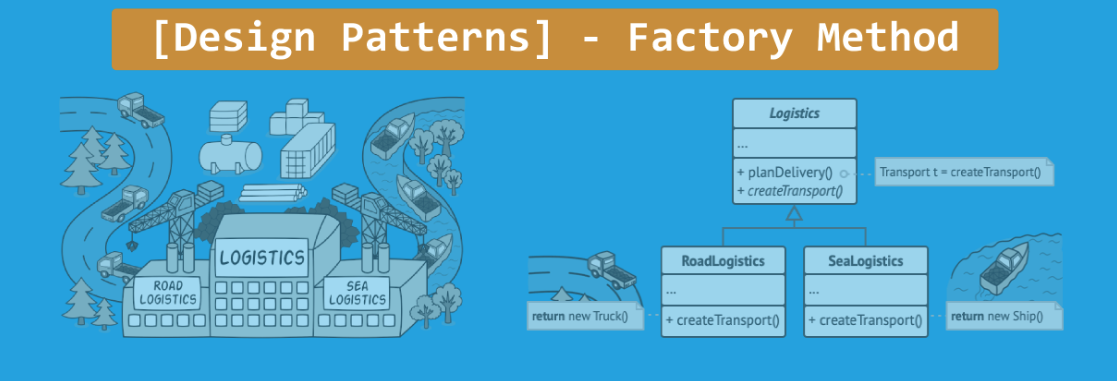 [Design Patterns] - Factory Method
LOGISTICS
ROAD
LOGISTICS
SEA
LOGISTICS
Logistics
...
+ planDelivery()
+ createTransport()
Transport t = createTransport()
RoadLogistics
...
+ createTransport()
SeaLogistics
...
+ createTransport()
return new Truck()
return new Ship()